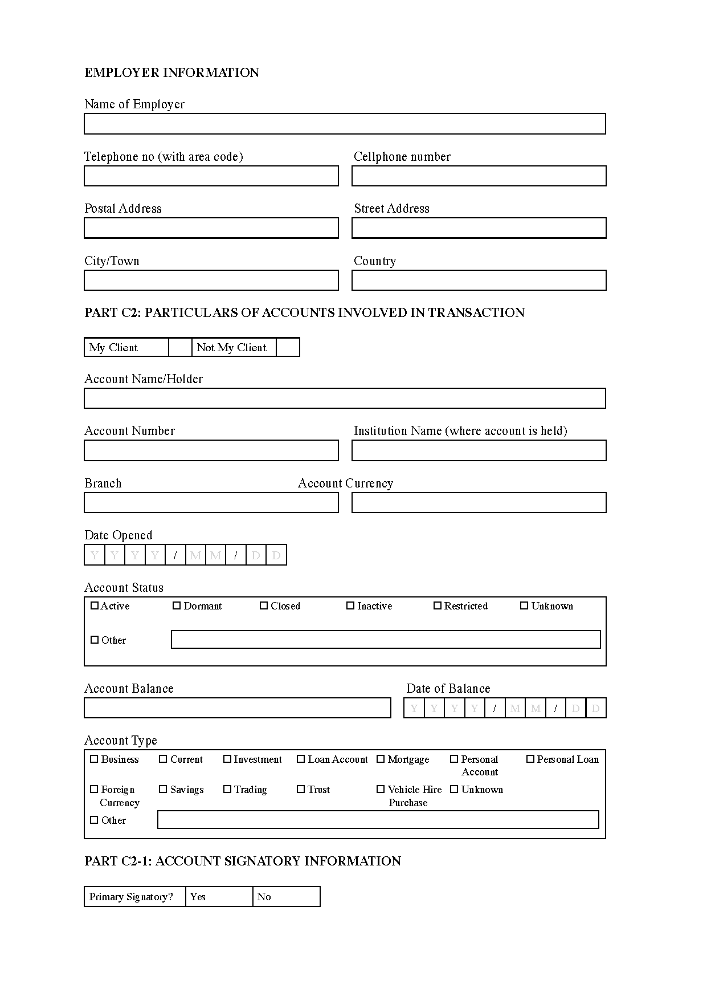 EMPLOYER INFORMATION
Name of Employer
Telephone no (with area code) Cellphone number
Postal Address Street Address
City/Town Country
PART C2: PARTICULARS OF ACCOUNTS INVOLVED IN TRANSACTION
My Client Not My Client
Account Name/Holder
Account Number Institution Name (where account is held)
Branch Account Currency
Date Opened
Y Y Y Y / M M / D D
Account Status
Active Dormant Closed Inactive Restricted Unknown
Other
Account Balance Date of Balance
Y Y Y Y / M M / D D
Account Type
Business Current Investment Loan Account Mortgage Personal Personal Loan
Account
Foreign Savings Trading Trust Vehicle Hire Unknown
Currency Purchase
Other
PART C2-1: ACCOUNT SIGNATORY INFORMATION
Primary Signatory? Yes No